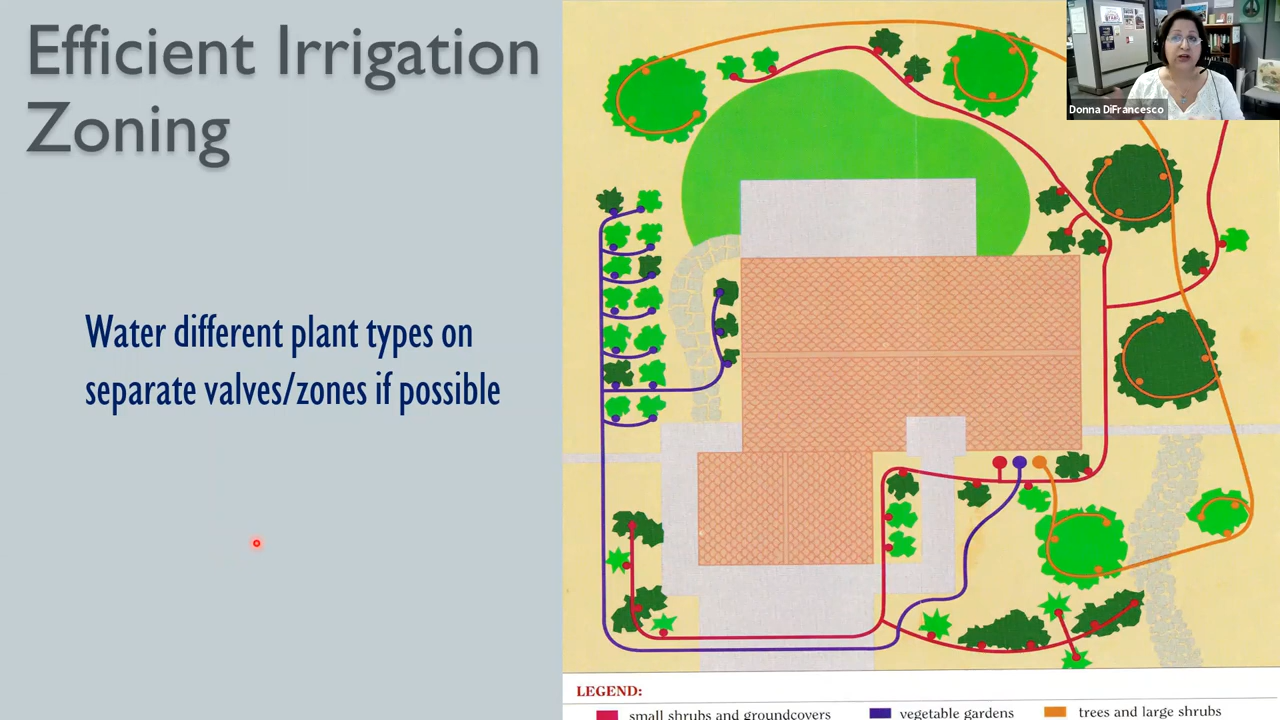 Efficient Irrigation
Zoning
Water different plant types on
separate valves/zones if possible
Donna DiFrancesco
LEGEND:
small shrubs and groundcovers
vegetable gardens
trees and large shrubs